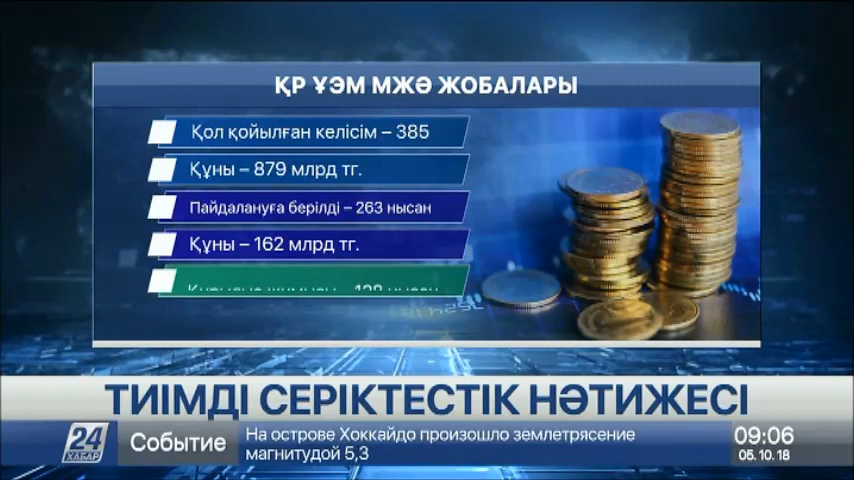 ҚР ҰЭМ МЖӘ ЖОБАЛАРЫ
Қол қойылған келісім – 385
Құны – 879 млрд тг.
Пайдалануға берілді – 263 нысан
Құны – 162 млрд тг.
ТИІМДІ СЕРІКТЕСТІК НӘТИЖЕСІ
24
ХАБАР
Событие
На острове Хоккайдо произошло землетрясение
магнитудой 5,3
09:06
05.10.18